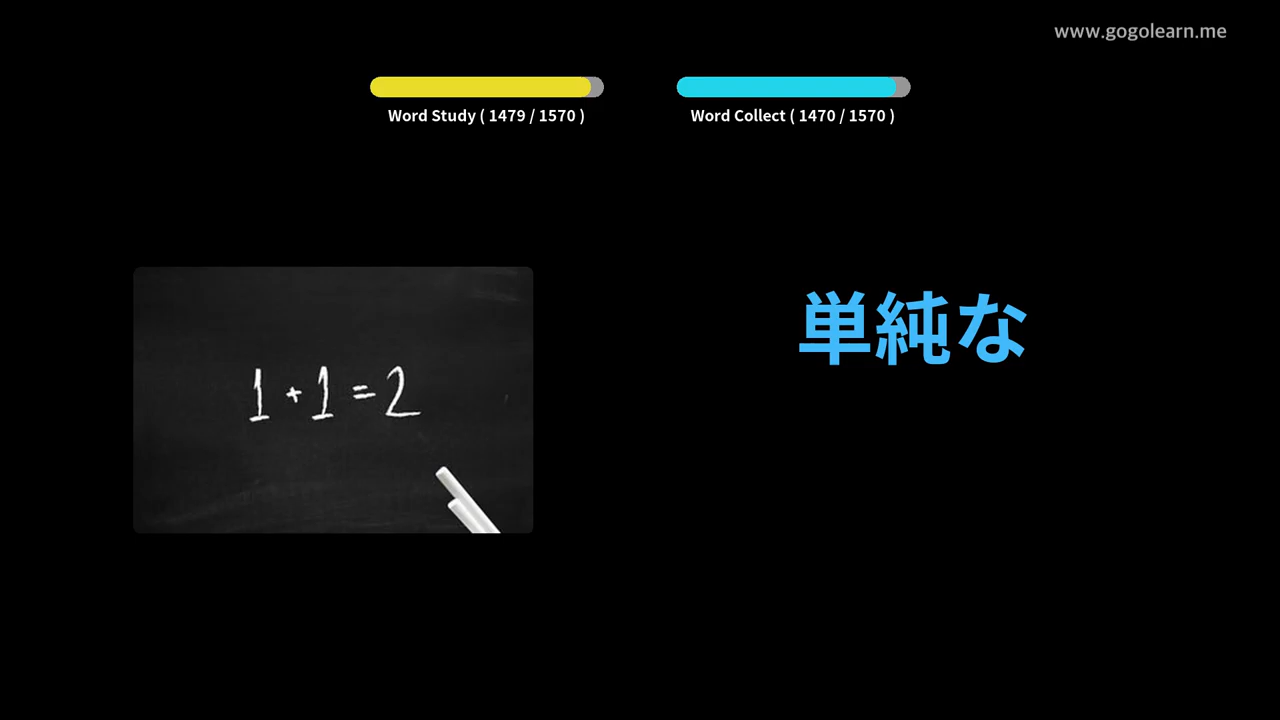 www.gogolearn.me
Word Study ( 1479 / 1570 )
Word Collect ( 1470 / 1570 )
1 + 1 = 2
単純な